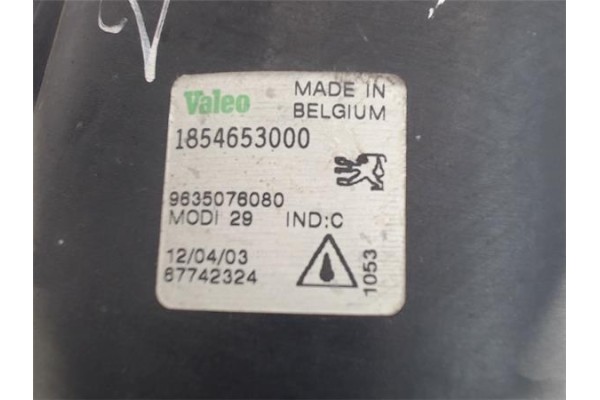 Valeo
MADE IN
BELGIUM
1854653000
9635076080
MODI 29 IND:C
12/04/03
67742324
1053